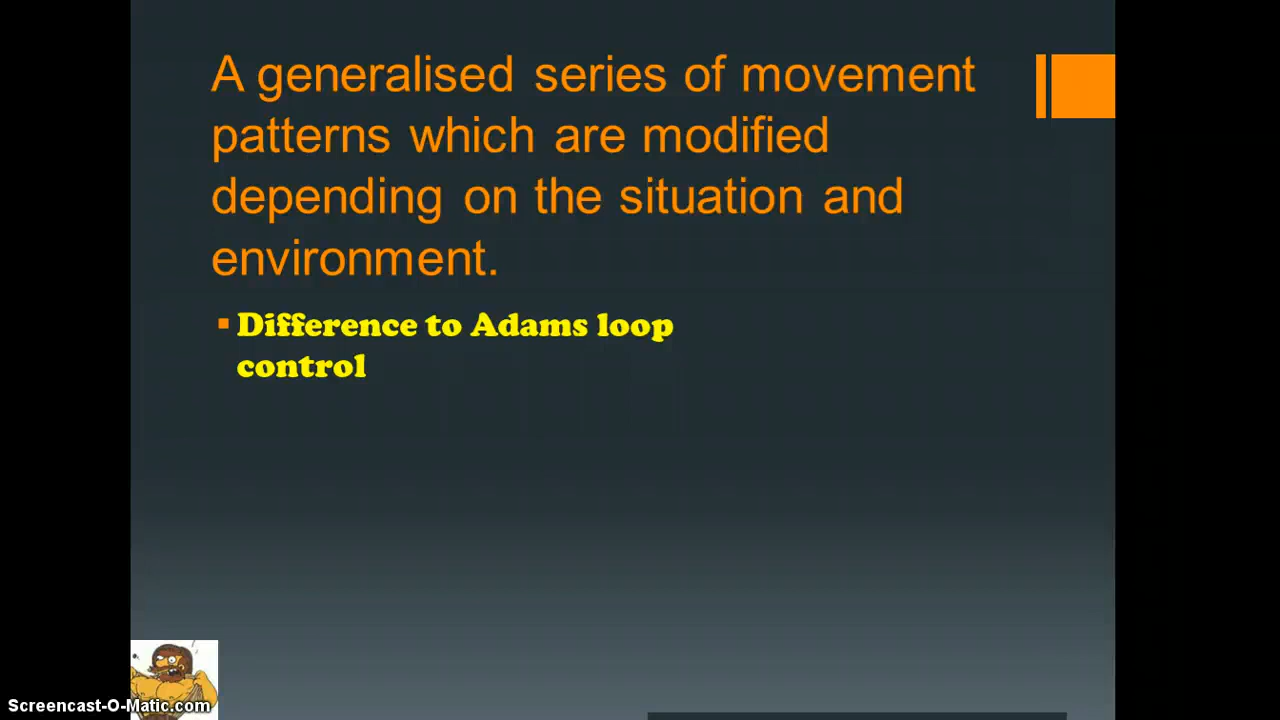 A generalised series of movement
patterns which are modified
depending on the situation and
environment.
Difference to Adams loop
control
Screencast-O-Matic.com